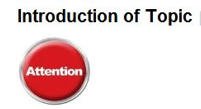 Introduction of Topic
Attention